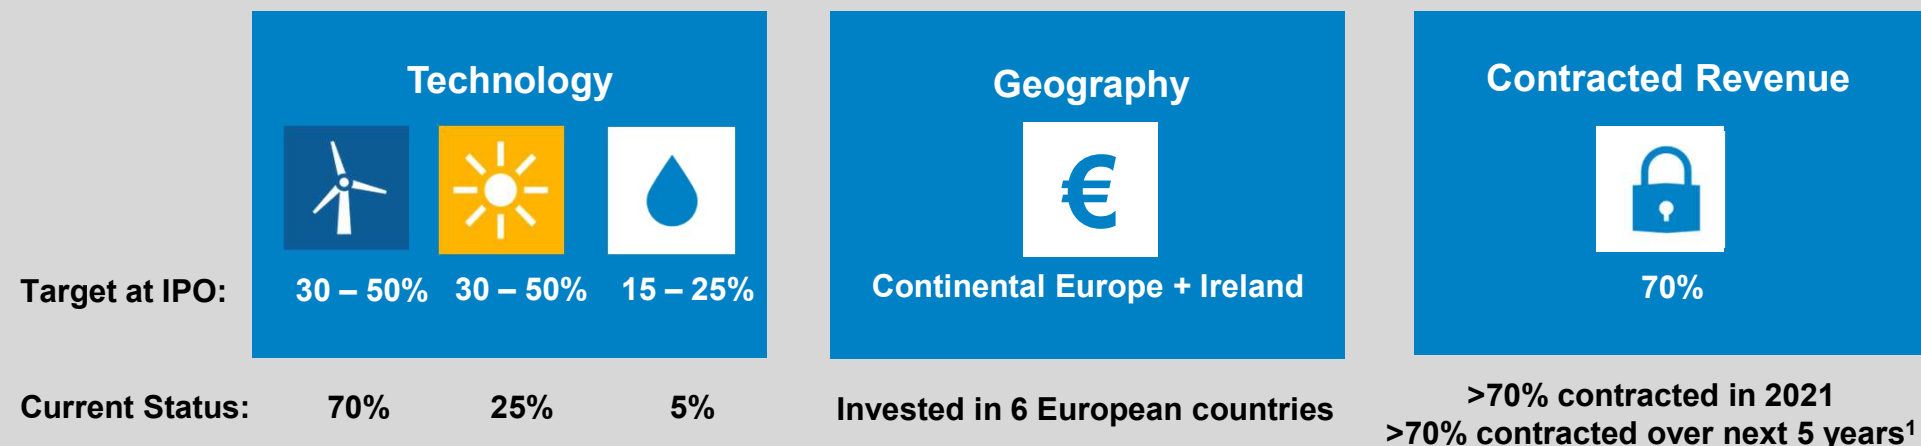 Technology
Geography
Contracted Revenue
€
Target at IPO:
30 – 50%
30 – 50%
15 – 25%
Continental Europe + Ireland
70%
Current Status:
70%
25%
5%
Invested in 6 European countries
>70% contracted in 2021
>70% contracted over next 5 years¹